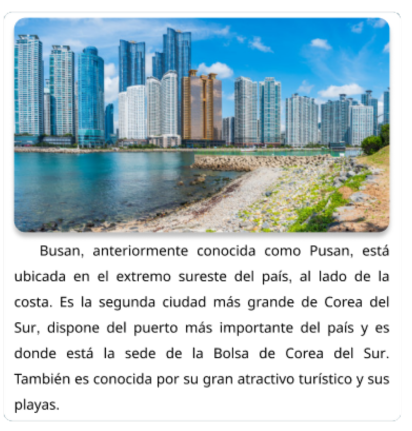 Busan, anteriormente conocida como Pusan, está
ubicada en el extremo sureste del país, al lado de la
costa. Es la segunda ciudad más grande de Corea del
Sur, dispone del puerto más importante del país y es
donde está la sede de la Bolsa de Corea del Sur.
También es conocida por su gran atractivo turístico y sus
playas.